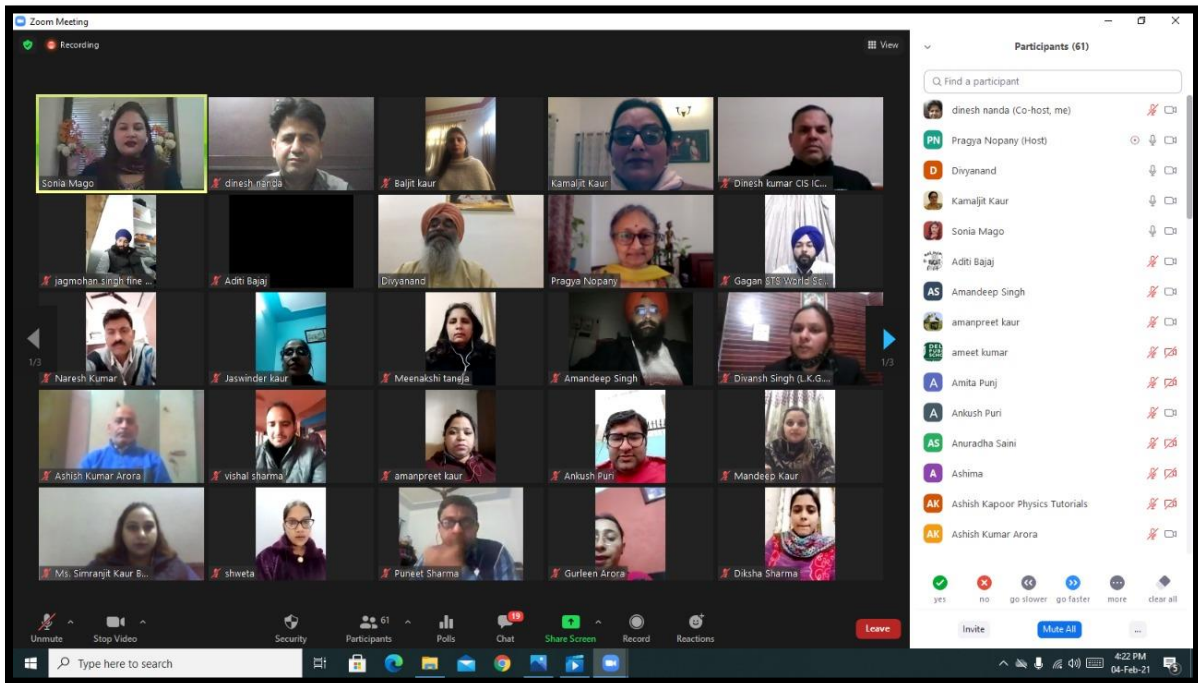 Zoom Meeting
Recording
View
Sonia Mago
dinesh nanda
Baljit kaur
Kamaljit Kaur
Dinesh kumar CIS IC...
jagmohan singh fine ...
Aditi Bajaj
Divyanand
Pragya Nopany
Gagan STS World Sc...
1/3
1/3
Naresh Kumar
Jaswinder kaur
Meenakshi taneja
Amandeep Singh
Divansh Singh (L.K.G....
Ashish Kumar Arora
vishal sharma
amanpreet kaur
Ankush Puri
Mandeep Kaur
Ms. Simranjit Kaur B...
shweta
Puneet Sharma
Gurleen Arora
Diksha Sharma
Unmute
Stop Video
Security
61
Participants
Polls
19
Chat
Share Screen
Record
Reactions
Leave
Participants (61)
Find a participant
dinesh nanda (Co-host, me)
PN Pragya Nopany (Host)
D Divyanand
Kamaljit Kaur
Sonia Mago
Aditi Bajaj
AS Amandeep Singh
amanpreet kaur
ameet kumar
A Amita Punj
A Ankush Puri
AS Anuradha Saini
A Ashima
AK Ashish Kapoor Physics Tutorials
AK Ashish Kumar Arora
yes no go slower go faster more clear all
Invite Mute All ...
Type here to search
4:22 PM
04-Feb-21
5